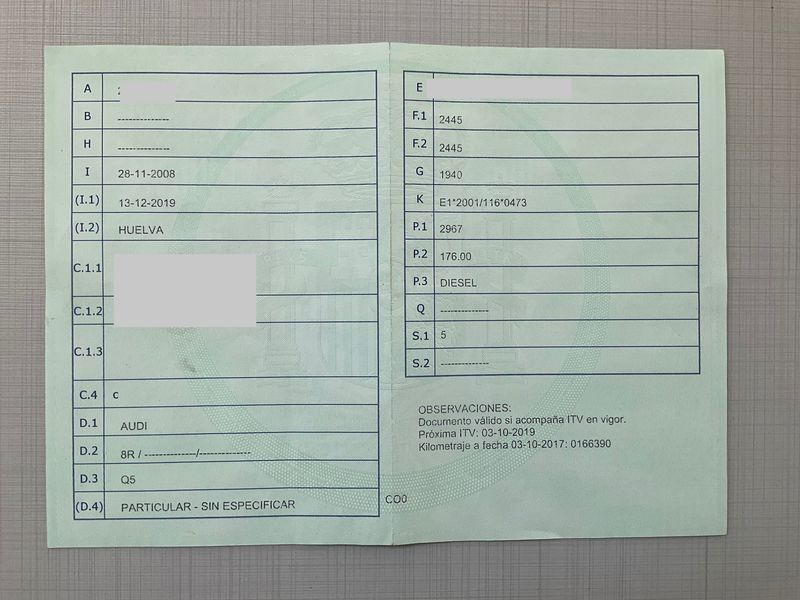 A
B --------------
H --------------
I 28-11-2008
(I.1) 13-12-2019
(I.2) HUELVA
C.1.1
C.1.2
C.1.3
C.4 c
D.1 AUDI
D.2 8R / --------------/--------------
D.3 Q5
(D.4) PARTICULAR - SIN ESPECIFICAR
CO0
E
F.1 2445
F.2 2445
G 1940
K E1*2001/116*0473
P.1 2967
P.2 176.00
P.3 DIESEL
Q --------------
S.1 5
S.2 --------------
OBSERVACIONES:
Documento válido si acompaña ITV en vigor.
Próxima ITV: 03-10-2019
Kilometraje a fecha 03-10-2017: 0166390